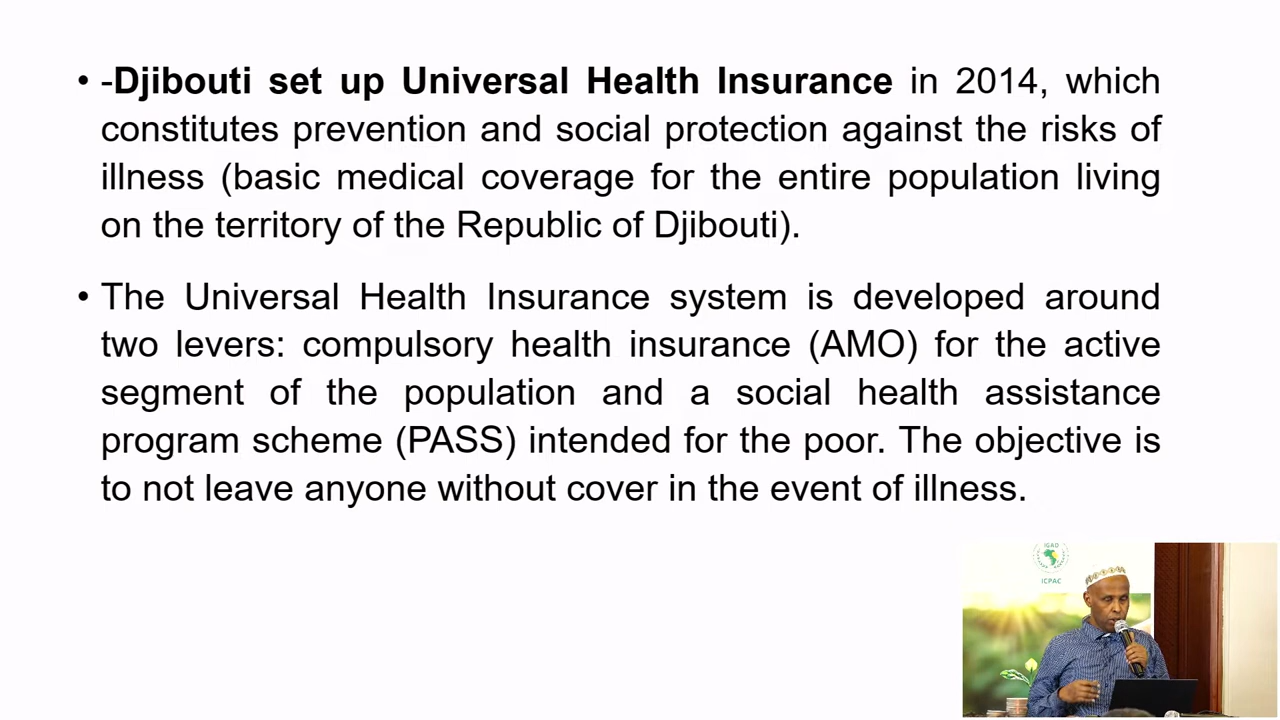 • -Djibouti set up Universal Health Insurance in 2014, which
constitutes prevention and social protection against the risks of
illness (basic medical coverage for the entire population living
on the territory of the Republic of Djibouti).
• The Universal Health Insurance system is developed around
two levers: compulsory health insurance (AMO) for the active
segment of the population and a social health assistance
program scheme (PASS) intended for the poor. The objective is
to not leave anyone without cover in the event of illness.
IGAD
ICPAC